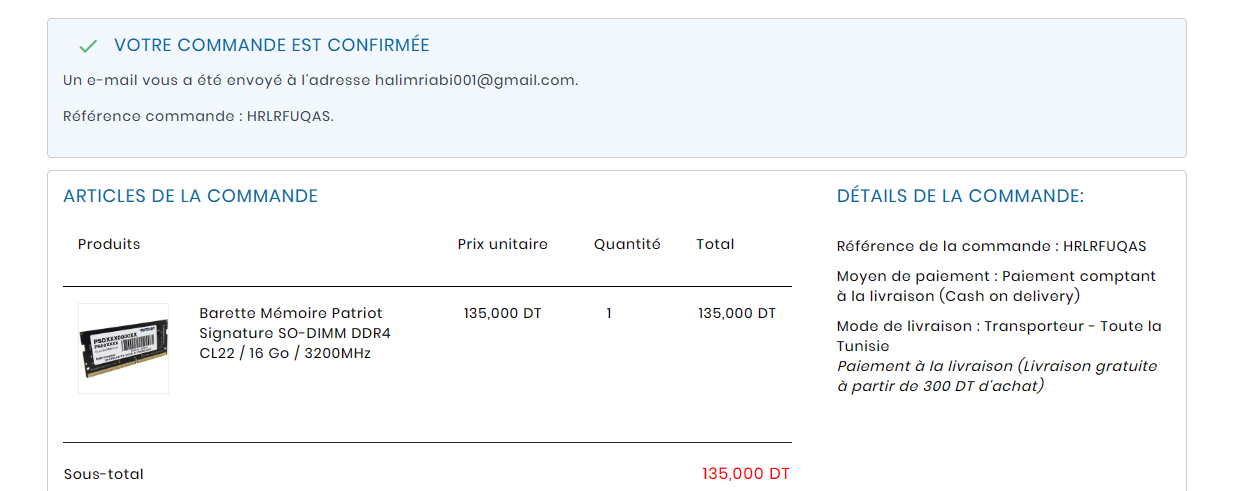 VOTRE COMMANDE EST CONFIRMÉE
Un e-mail vous a été envoyé à l'adresse halimriabi001@gmail.com.
Référence commande : HRLRFUQAS.
ARTICLES DE LA COMMANDE
Produits Prix unitaire Quantité Total
Barette Mémoire Patriot
Signature SO-DIMM DDR4
CL22 / 16 Go / 3200MHz
135,000 DT 1 135,000 DT
Sous-total 135,000 DT
DÉTAILS DE LA COMMANDE:
Référence de la commande : HRLRFUQAS
Moyen de paiement : Paiement comptant
à la livraison (Cash on delivery)
Mode de livraison : Transporteur - Toute la
Tunisie
Paiement à la livraison (Livraison gratuite
à partir de 300 DT d'achat)